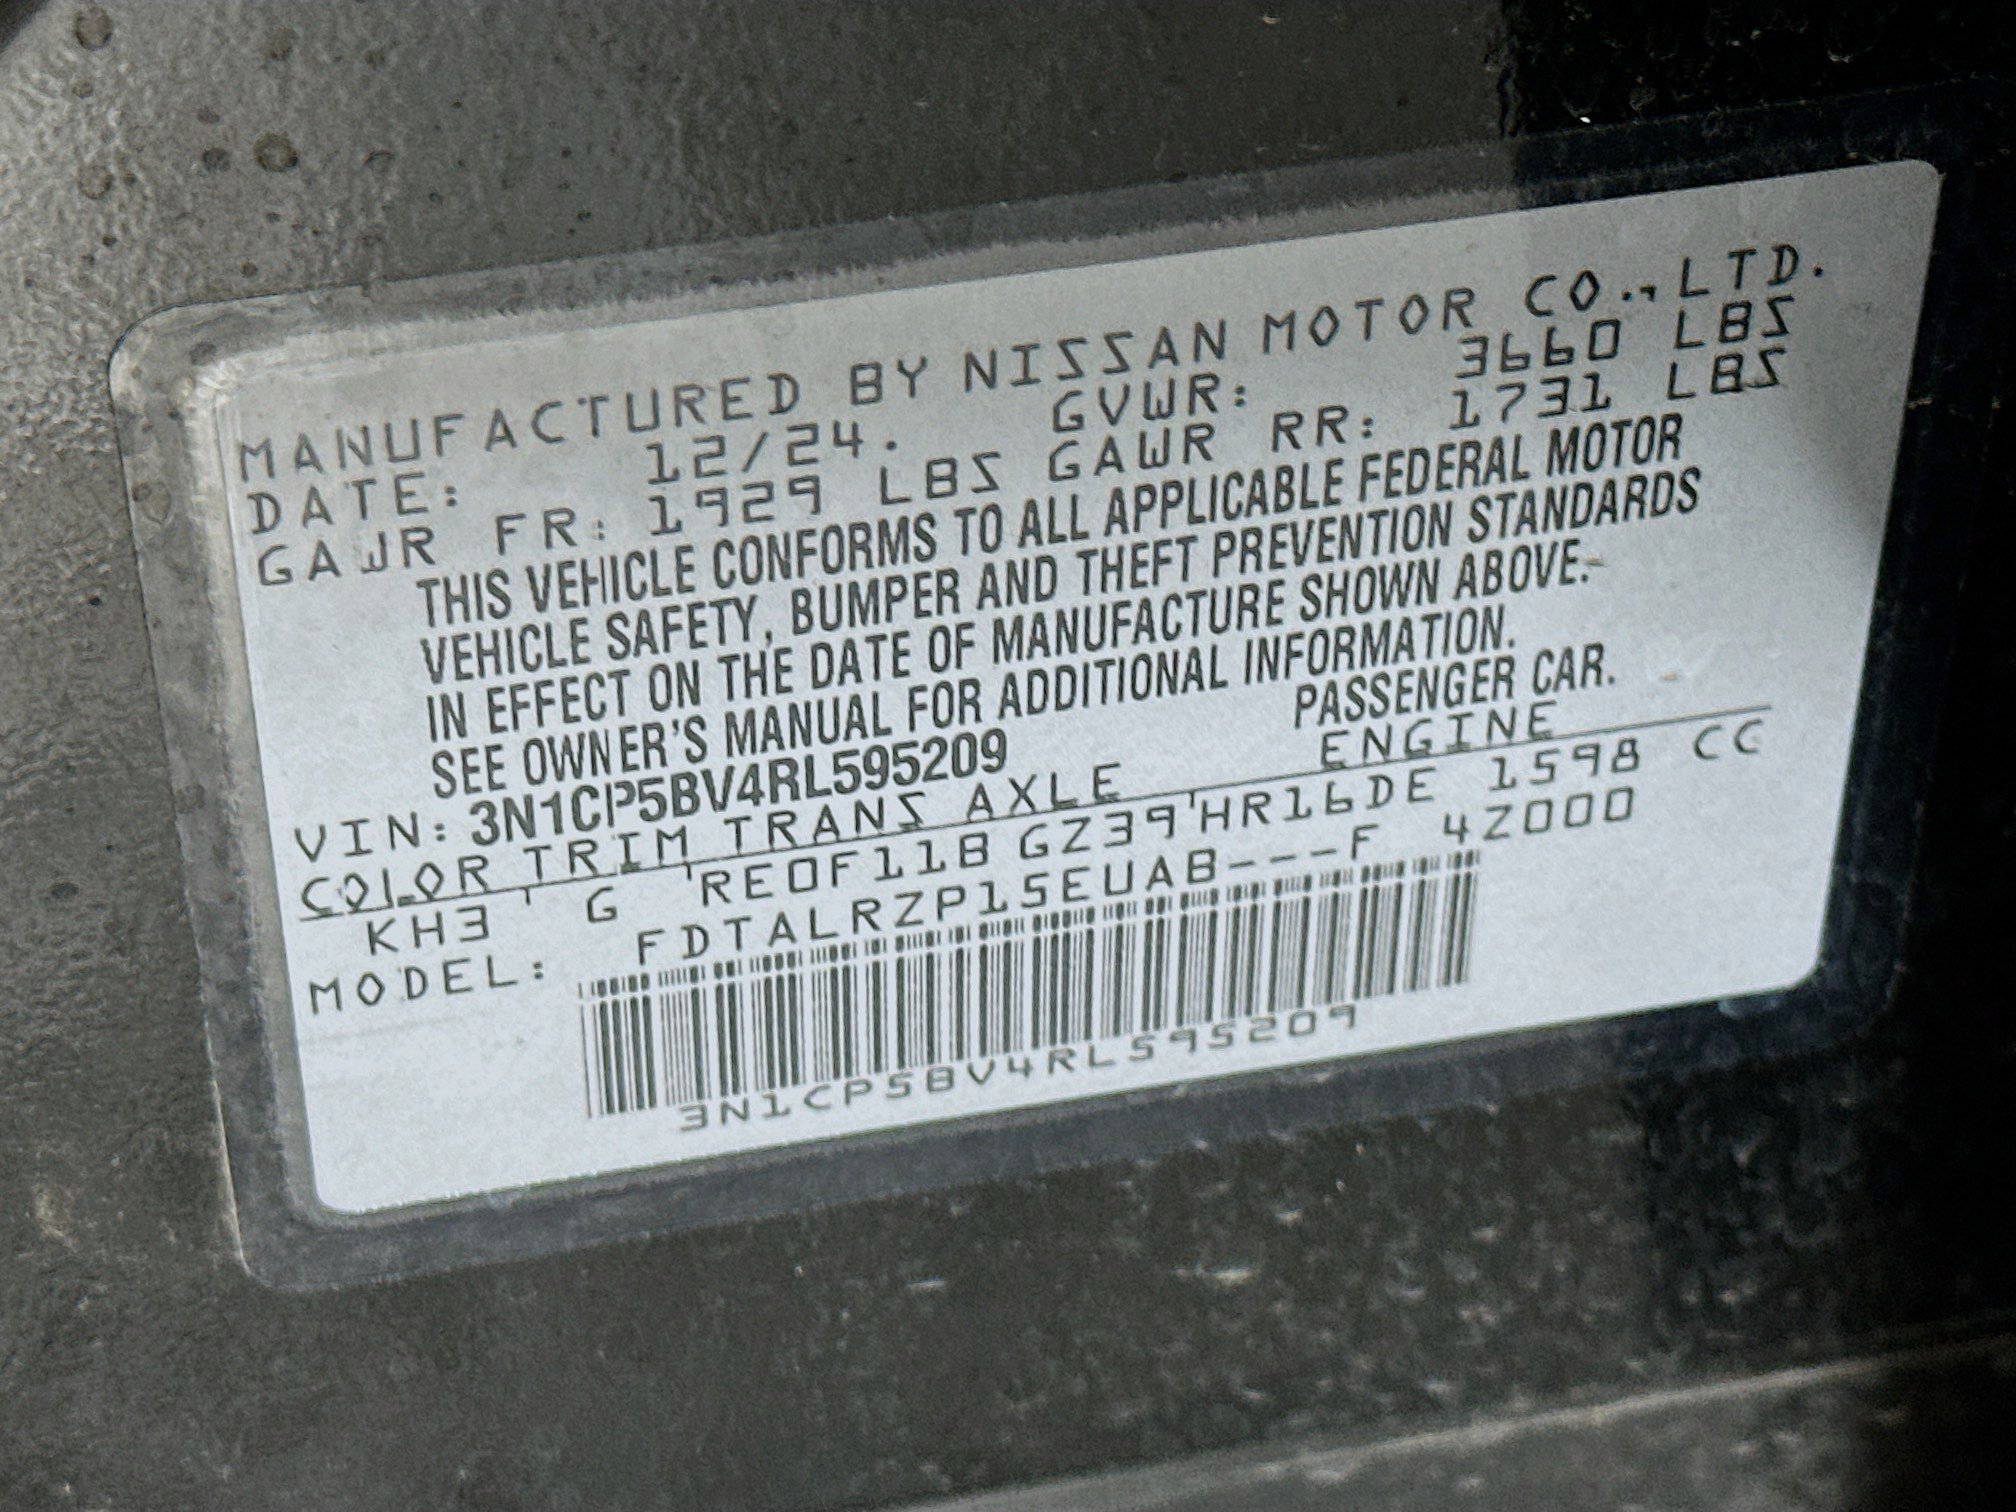 MANUFACTURED BY NISSAN MOTOR CO.,LTD.
DATE: 12/24. GVWR: 3660 LBS
GAWR FR: 1929 LBS GAWR RR: 1731 LBS
THIS VEHICLE CONFORMS TO ALL APPLICABLE FEDERAL MOTOR
VEHICLE SAFETY, BUMPER AND THEFT PREVENTION STANDARDS
IN EFFECT ON THE DATE OF MANUFACTURE SHOWN ABOVE.
SEE OWNER'S MANUAL FOR ADDITIONAL INFORMATION.
VIN: 3N1CP5BV4RL595209 PASSENGER CAR.
COLOR TRIM TRANS AXLE ENGINE
KH3 G RE0F11B GZ39 HR16DE 1598 CC
MODEL: FDTALRZP15EUAB---F 4Z000
3N1CP5BV4RL595209